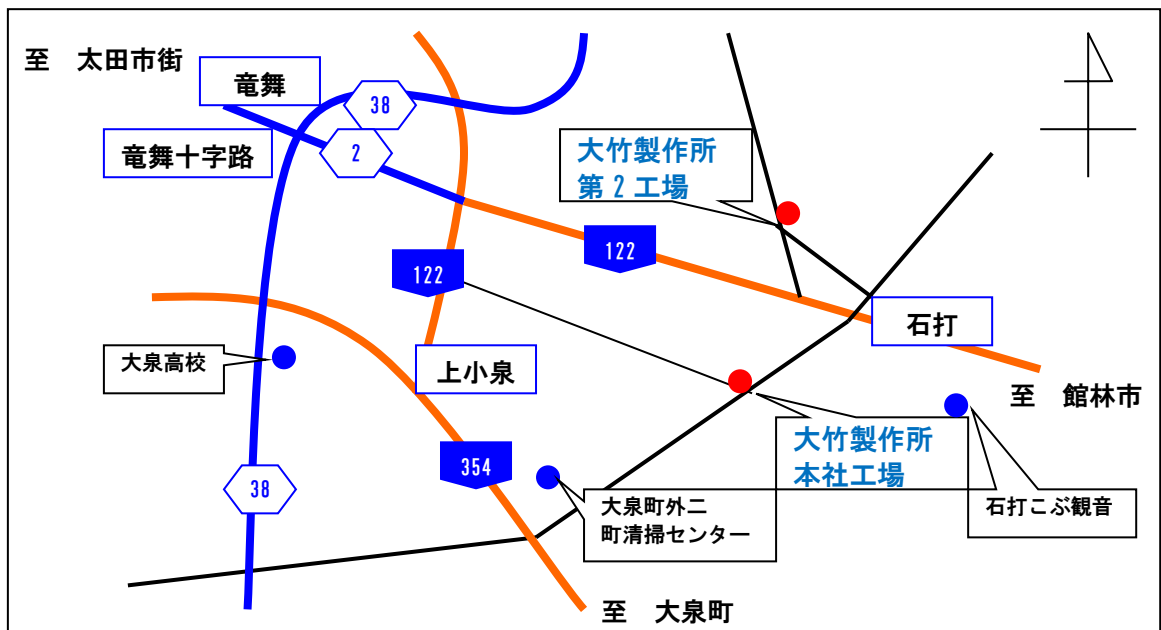 至　太田市街
竜舞
38
竜舞十字路
2
大竹製作所
第2工場
122
122
石打
大泉高校
上小泉
至　館林市
大竹製作所
本社工場
354
38
大泉町外二
町清掃センター
石打こぶ観音
至　大泉町